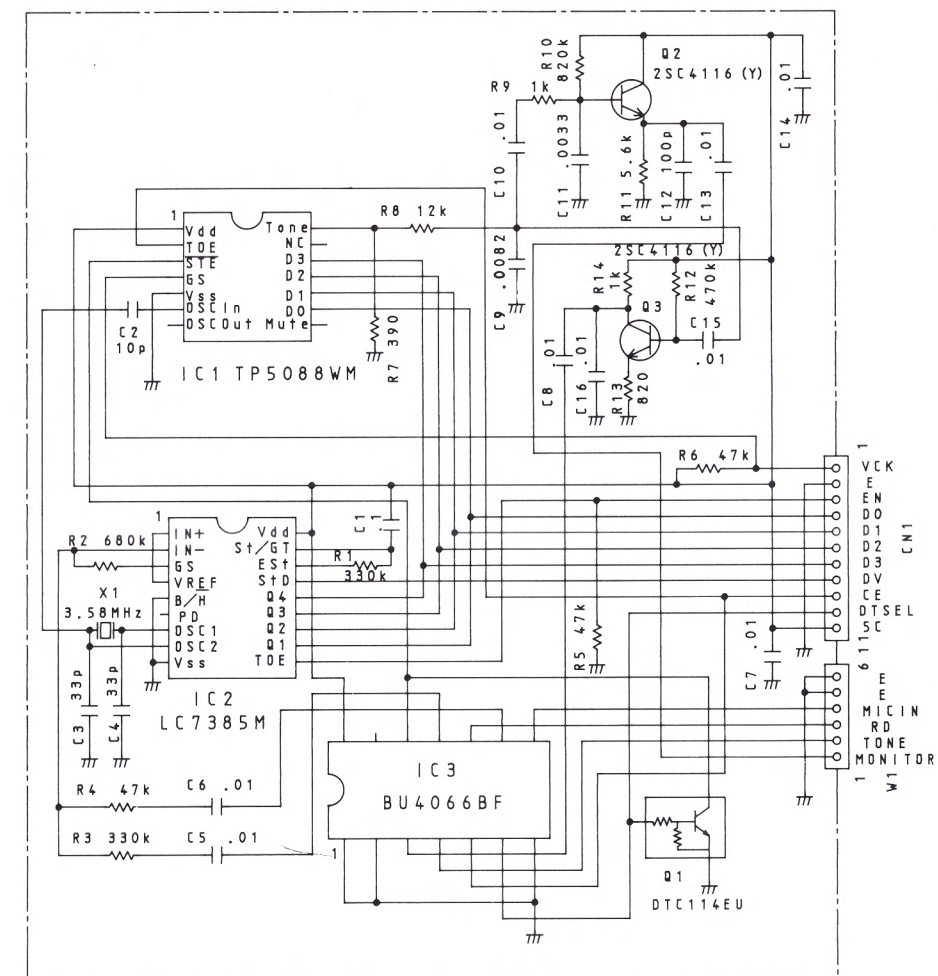 R10 820k
Q2
2SC4116 (Y)
.01
C14
R9 1k
C10 .01
C11 .0033
R11 5.6k
C12 100p
C13 .01
R8 12k
1
Vdd
TOE
STE
GS
Vss
OSCIn
OSCOut
Tone
NC
D3
D2
D1
D0
Mute
IC1 TP5088WM
C2
10p
R7 390
C9 .0082
2SC4116 (Y)
R14 1k
R12 470k
Q3
C15
.01
C8 .01
C16 .01
R13 820
R6 47k
1
VCK
E
EN
D0
D1
D2
D3
DV
CE
DTSEL
5C
11
CN1
1
IN+
IN-
GS
VREF
B/H
PD
OSC1
OSC2
Vss
Vdd
St/GT
ESt
StD
Q4
Q3
Q2
Q1
TOE
C1 .1
R1
330k
R2 680k
X1
3.58MHz
IC2
LC7385M
C3 33p
C4 33p
R5 47k
C7 .01
6
E
E
MICIN
RD
TONE
MONITOR
1
W1
IC3
BU4066BF
1
R4 47k
C6 .01
R3 330k
C5 .01
Q1
DTC114EU